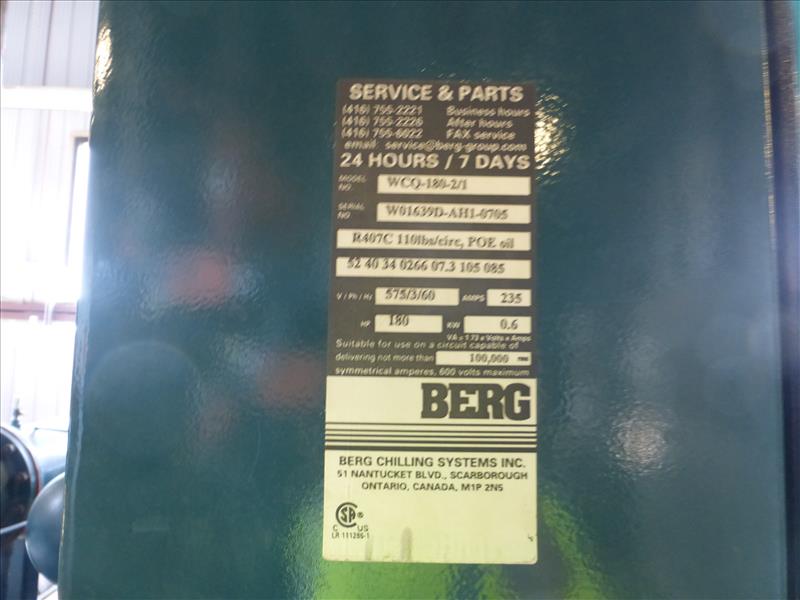 SERVICE & PARTS
(416) 755-2221 Business hours
(416) 755-2225 After hours
(416) 755-6022 FAX service
email: service@berg-group.com
24 HOURS / 7 DAYS
MODEL NO. WCQ-180-2/1
SERIAL NO. W01639D-AH1-0705
R407C 110lbs/circ, POE oil
52 40 34 0266 07.3 105 085
V / Ph / Hz 575/3/60 AMPS 235
HP 180 KW 0.6
VA = 1.73 x Volts x Amps
Suitable for use on a circuit capable of
delivering not more than 100,000 rms
symmetrical amperes, 600 volts maximum
BERG
BERG CHILLING SYSTEMS INC.
51 NANTUCKET BLVD., SCARBOROUGH
ONTARIO, CANADA, M1P 2N5
C US
LR 111286-1